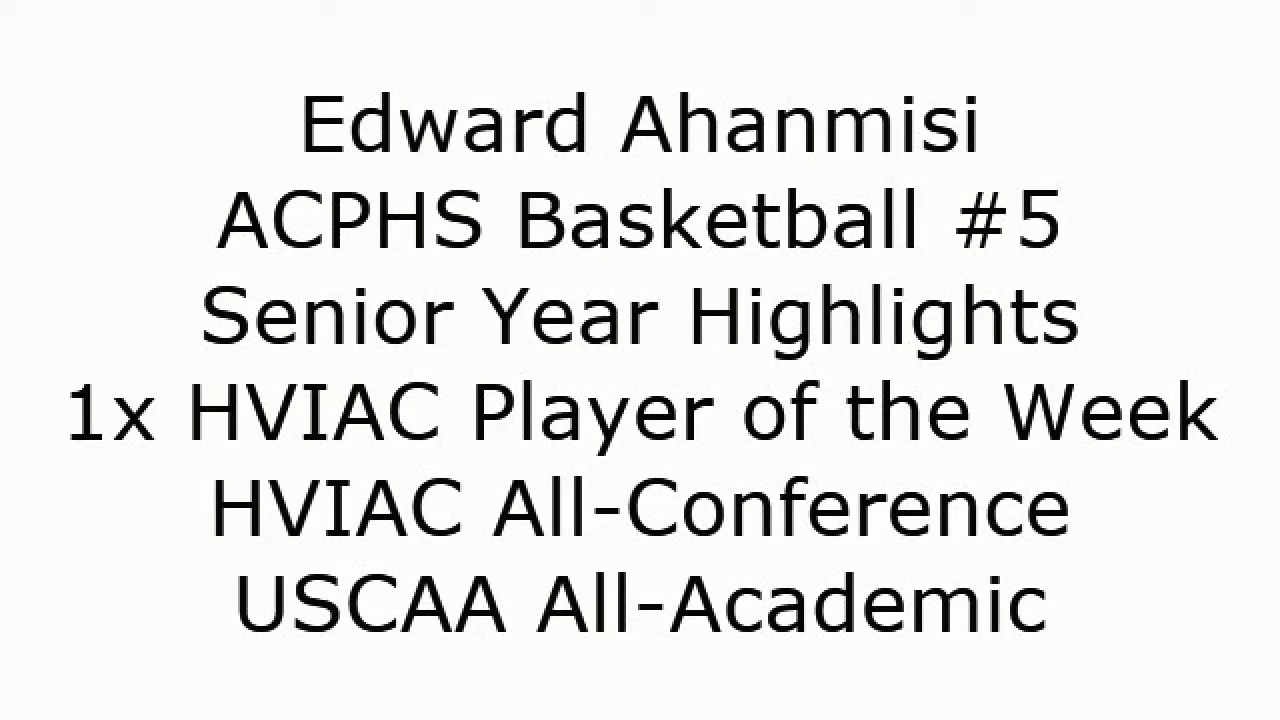 Edward Ahanmisi
ACPHS Basketball #5
Senior Year Highlights
1x HVIAC Player of the Week
HVIAC All-Conference
USCAA All-Academic